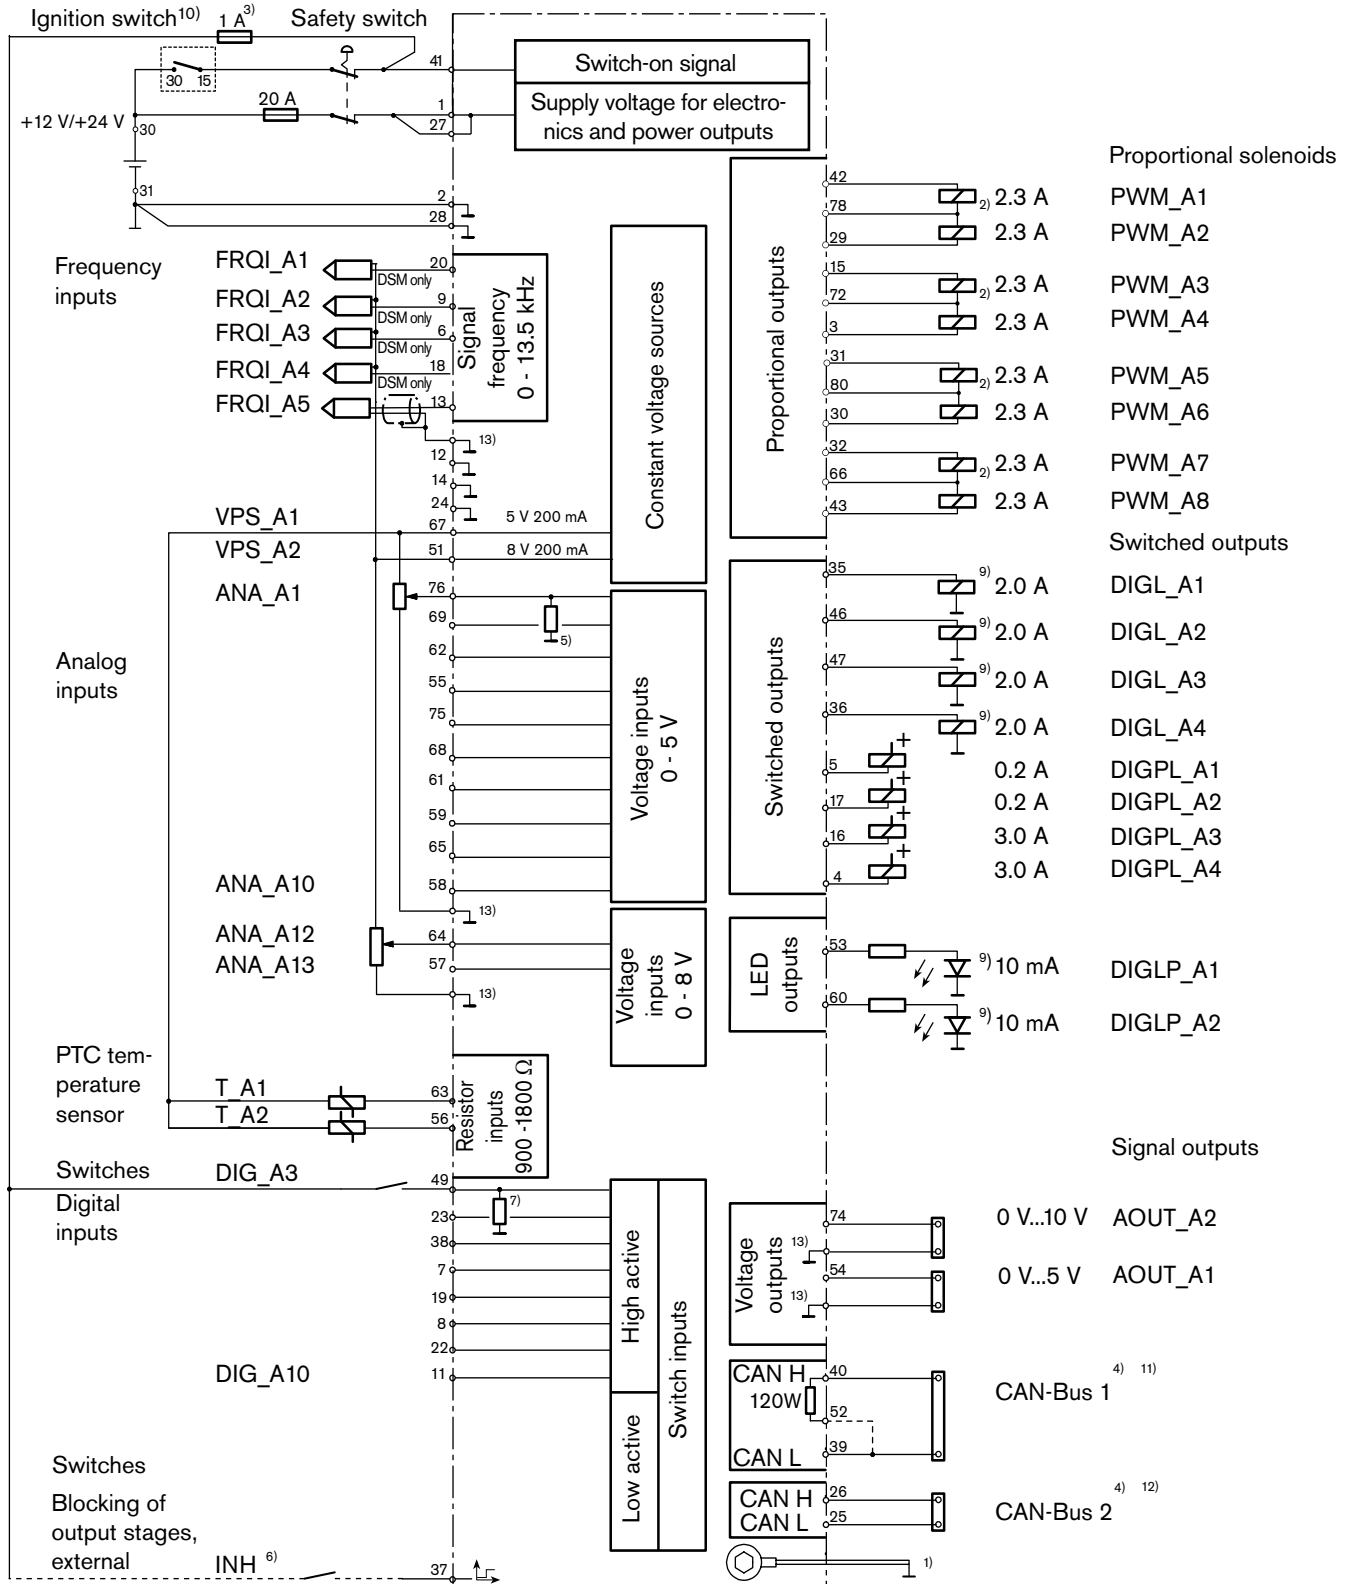 Ignition switch10)
1 A3)
Safety switch
30 15
20 A
+12 V/+24 V
30
31
41
1
27
2
28
Switch-on signal
Supply voltage for electro-
nics and power outputs
Frequency
inputs
FRQI_A1
20
DSM only
FRQI_A2
9
DSM only
FRQI_A3
6
DSM only
FRQI_A4
18
DSM only
FRQI_A5
13
Signal
frequency
0 - 13.5 kHz
13)
12
14
24
VPS_A1
67
5 V 200 mA
VPS_A2
51
8 V 200 mA
Constant voltage sources
Analog
inputs
ANA_A1
76
69
5)
62
55
75
68
61
59
65
ANA_A10
58
13)
Voltage inputs
0 - 5 V
ANA_A12
64
ANA_A13
57
13)
Voltage
inputs
0 - 8 V
PTC tem-
perature
sensor
T_A1
63
T_A2
56
Resistor
inputs
900 -1800 Ω
Switches
Digital
inputs
DIG_A3
49
7)
23
38
7
19
8
22
DIG_A10
11
High active
Low active
Switch inputs
Switches
Blocking of
output stages,
external
INH 6)
37
Proportional solenoids
Proportional outputs
42
2) 2.3 A PWM_A1
78
2.3 A PWM_A2
29
15
2) 2.3 A PWM_A3
72
2.3 A PWM_A4
3
31
2) 2.3 A PWM_A5
80
2.3 A PWM_A6
30
32
2) 2.3 A PWM_A7
66
2.3 A PWM_A8
43
Switched outputs
Switched outputs
35
9) 2.0 A DIGL_A1
46
9) 2.0 A DIGL_A2
47
9) 2.0 A DIGL_A3
36
9) 2.0 A DIGL_A4
+
5
0.2 A DIGPL_A1
+
17
0.2 A DIGPL_A2
+
16
3.0 A DIGPL_A3
+
4
3.0 A DIGPL_A4
LED
outputs
53
9) 10 mA DIGLP_A1
60
9) 10 mA DIGLP_A2
Signal outputs
Voltage
outputs
74
0 V...10 V AOUT_A2
13)
54
0 V...5 V AOUT_A1
13)
CAN H
40
120W
52
CAN L
39
CAN-Bus 1 4) 11)
CAN H
26
CAN L
25
CAN-Bus 2 4) 12)
1)